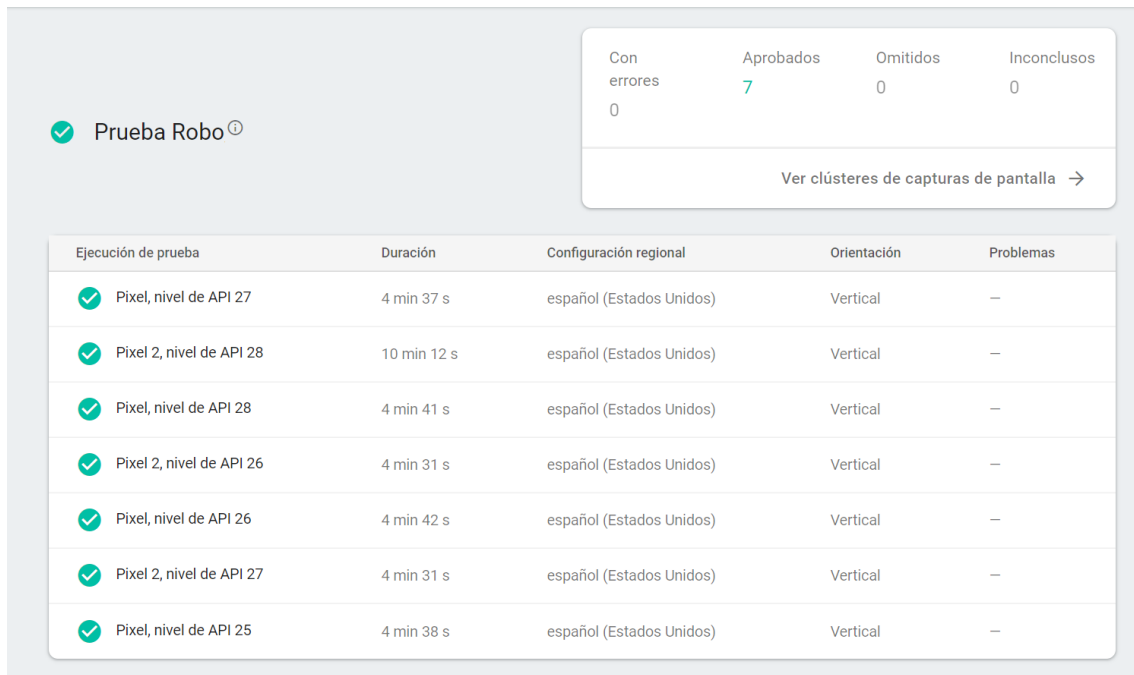 Con errores
0
Aprobados
7
Omitidos
0
Inconclusos
0
Prueba Robo
Ver clústeres de capturas de pantalla
Ejecución de prueba Duración Configuración regional Orientación Problemas
Pixel, nivel de API 27 4 min 37 s español (Estados Unidos) Vertical —
Pixel 2, nivel de API 28 10 min 12 s español (Estados Unidos) Vertical —
Pixel, nivel de API 28 4 min 41 s español (Estados Unidos) Vertical —
Pixel 2, nivel de API 26 4 min 31 s español (Estados Unidos) Vertical —
Pixel, nivel de API 26 4 min 42 s español (Estados Unidos) Vertical —
Pixel 2, nivel de API 27 4 min 31 s español (Estados Unidos) Vertical —
Pixel, nivel de API 25 4 min 38 s español (Estados Unidos) Vertical —